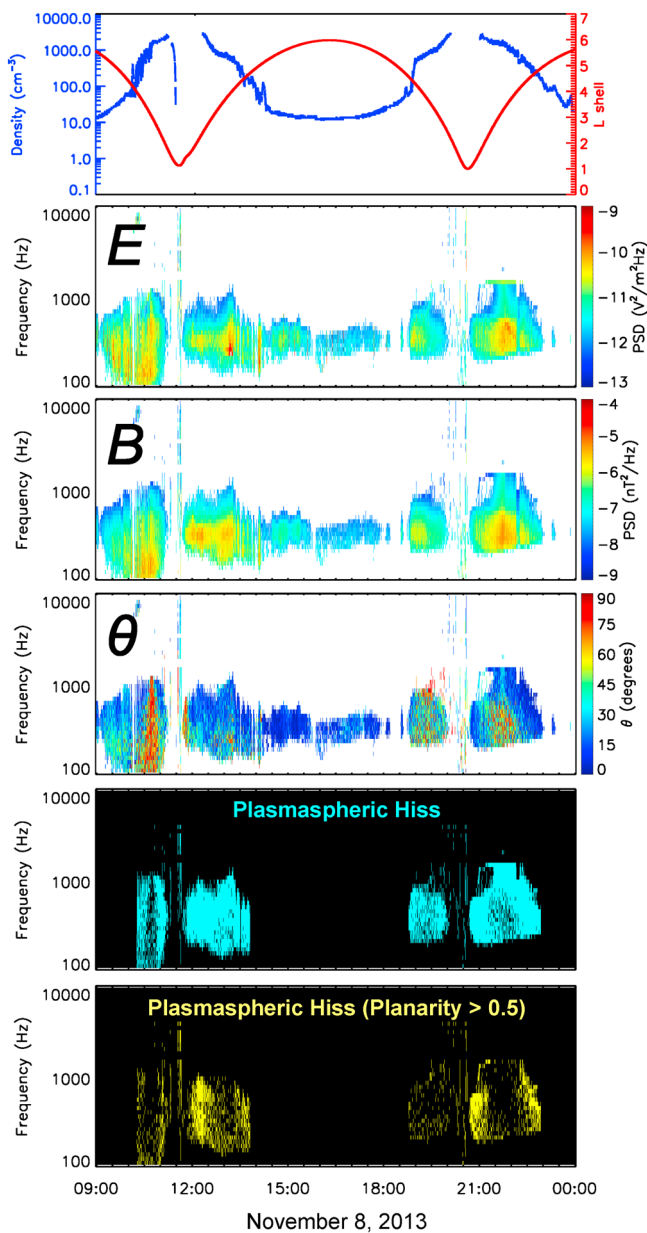 10000.0
1000.0
100.0
10.0
1.0
0.1
Density (cm⁻³)
7
6
5
4
3
2
1
0
L shell
E
10000
1000
100
Frequency (Hz)
-9
-10
-11
-12
-13
PSD (V²/m²Hz)
B
10000
1000
100
Frequency (Hz)
-4
-5
-6
-7
-8
-9
PSD (nT²/Hz)
θ
10000
1000
100
Frequency (Hz)
90
75
60
45
30
15
0
θ (degrees)
Plasmaspheric Hiss
10000
1000
100
Frequency (Hz)
Plasmaspheric Hiss (Planarity > 0.5)
10000
1000
100
Frequency (Hz)
09:00 12:00 15:00 18:00 21:00 00:00
November 8, 2013